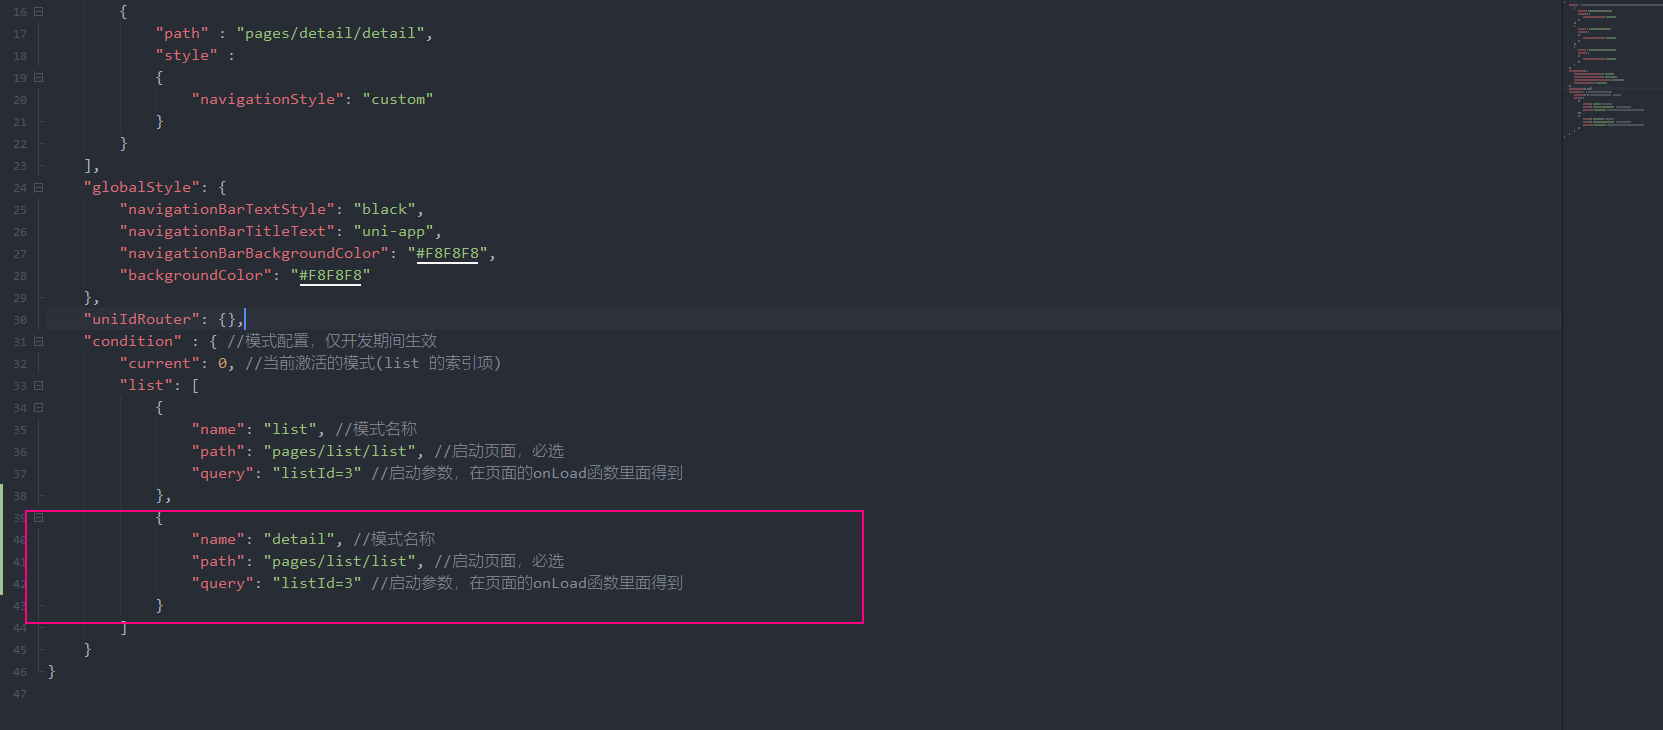 16 {
17 "path" : "pages/detail/detail",
18 "style" :
19 {
20 "navigationStyle": "custom"
21 }
22 }
23 ],
24 "globalStyle": {
25 "navigationBarTextStyle": "black",
26 "navigationBarTitleText": "uni-app",
27 "navigationBarBackgroundColor": "#F8F8F8",
28 "backgroundColor": "#F8F8F8"
29 },
30 "uniIdRouter": {},
31 "condition" : { //模式配置，仅开发期间生效
32 "current": 0, //当前激活的模式(list 的索引项)
33 "list": [
34 {
35 "name": "list", //模式名称
36 "path": "pages/list/list", //启动页面，必选
37 "query": "listId=3" //启动参数，在页面的onLoad函数里面得到
38 },
39 {
40 "name": "detail", //模式名称
41 "path": "pages/list/list", //启动页面，必选
42 "query": "listId=3" //启动参数，在页面的onLoad函数里面得到
43 }
44 ]
45 }
46 }
47